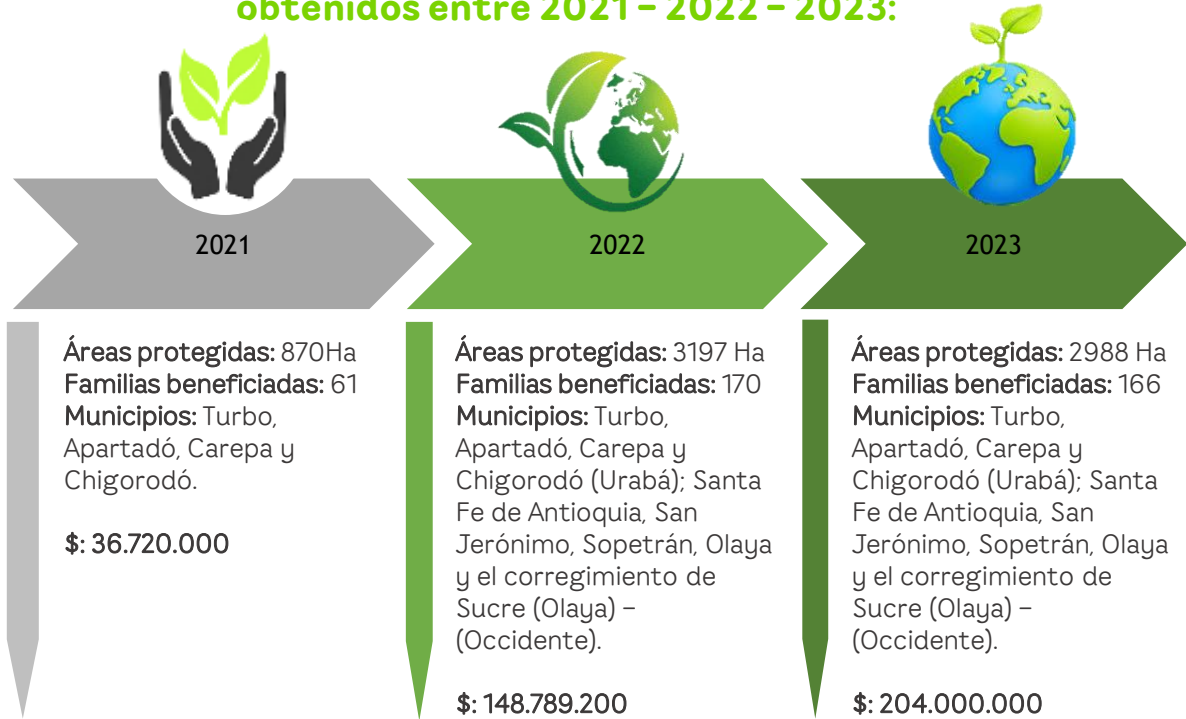 obtenidos entre 2021 – 2022 – 2023:
2021
2022
2023
Áreas protegidas: 870Ha
Familias beneficiadas: 61
Municipios: Turbo,
Apartadó, Carepa y
Chigorodó.
$: 36.720.000
Áreas protegidas: 3197 Ha
Familias beneficiadas: 170
Municipios: Turbo,
Apartadó, Carepa y
Chigorodó (Urabá); Santa
Fe de Antioquia, San
Jerónimo, Sopetrán, Olaya
y el corregimiento de
Sucre (Olaya) –
(Occidente).
$: 148.789.200
Áreas protegidas: 2988 Ha
Familias beneficiadas: 166
Municipios: Turbo,
Apartadó, Carepa y
Chigorodó (Urabá); Santa
Fe de Antioquia, San
Jerónimo, Sopetrán, Olaya
y el corregimiento de
Sucre (Olaya) –
(Occidente).
$: 204.000.000